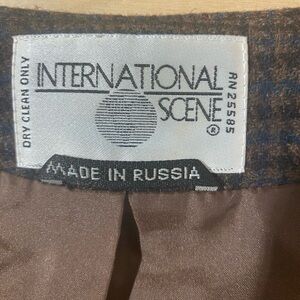 DRY CLEAN ONLY
INTERNATIONAL
SCENE®
RN 25585
MADE IN RUSSIA